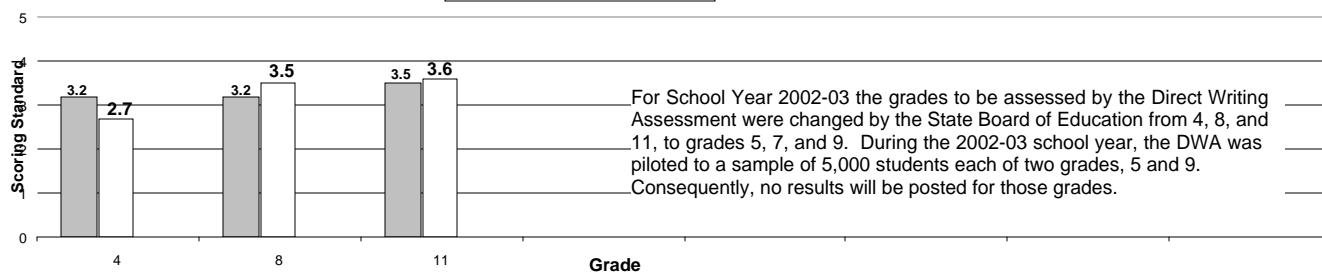 5
4
3
2
1
0
Scoring Standard
3.2
2.7
3.2
3.5
3.5
3.6
4
8
11
Grade
For School Year 2002-03 the grades to be assessed by the Direct Writing
Assessment were changed by the State Board of Education from 4, 8, and
11, to grades 5, 7, and 9. During the 2002-03 school year, the DWA was
piloted to a sample of 5,000 students each of two grades, 5 and 9.
Consequently, no results will be posted for those grades.